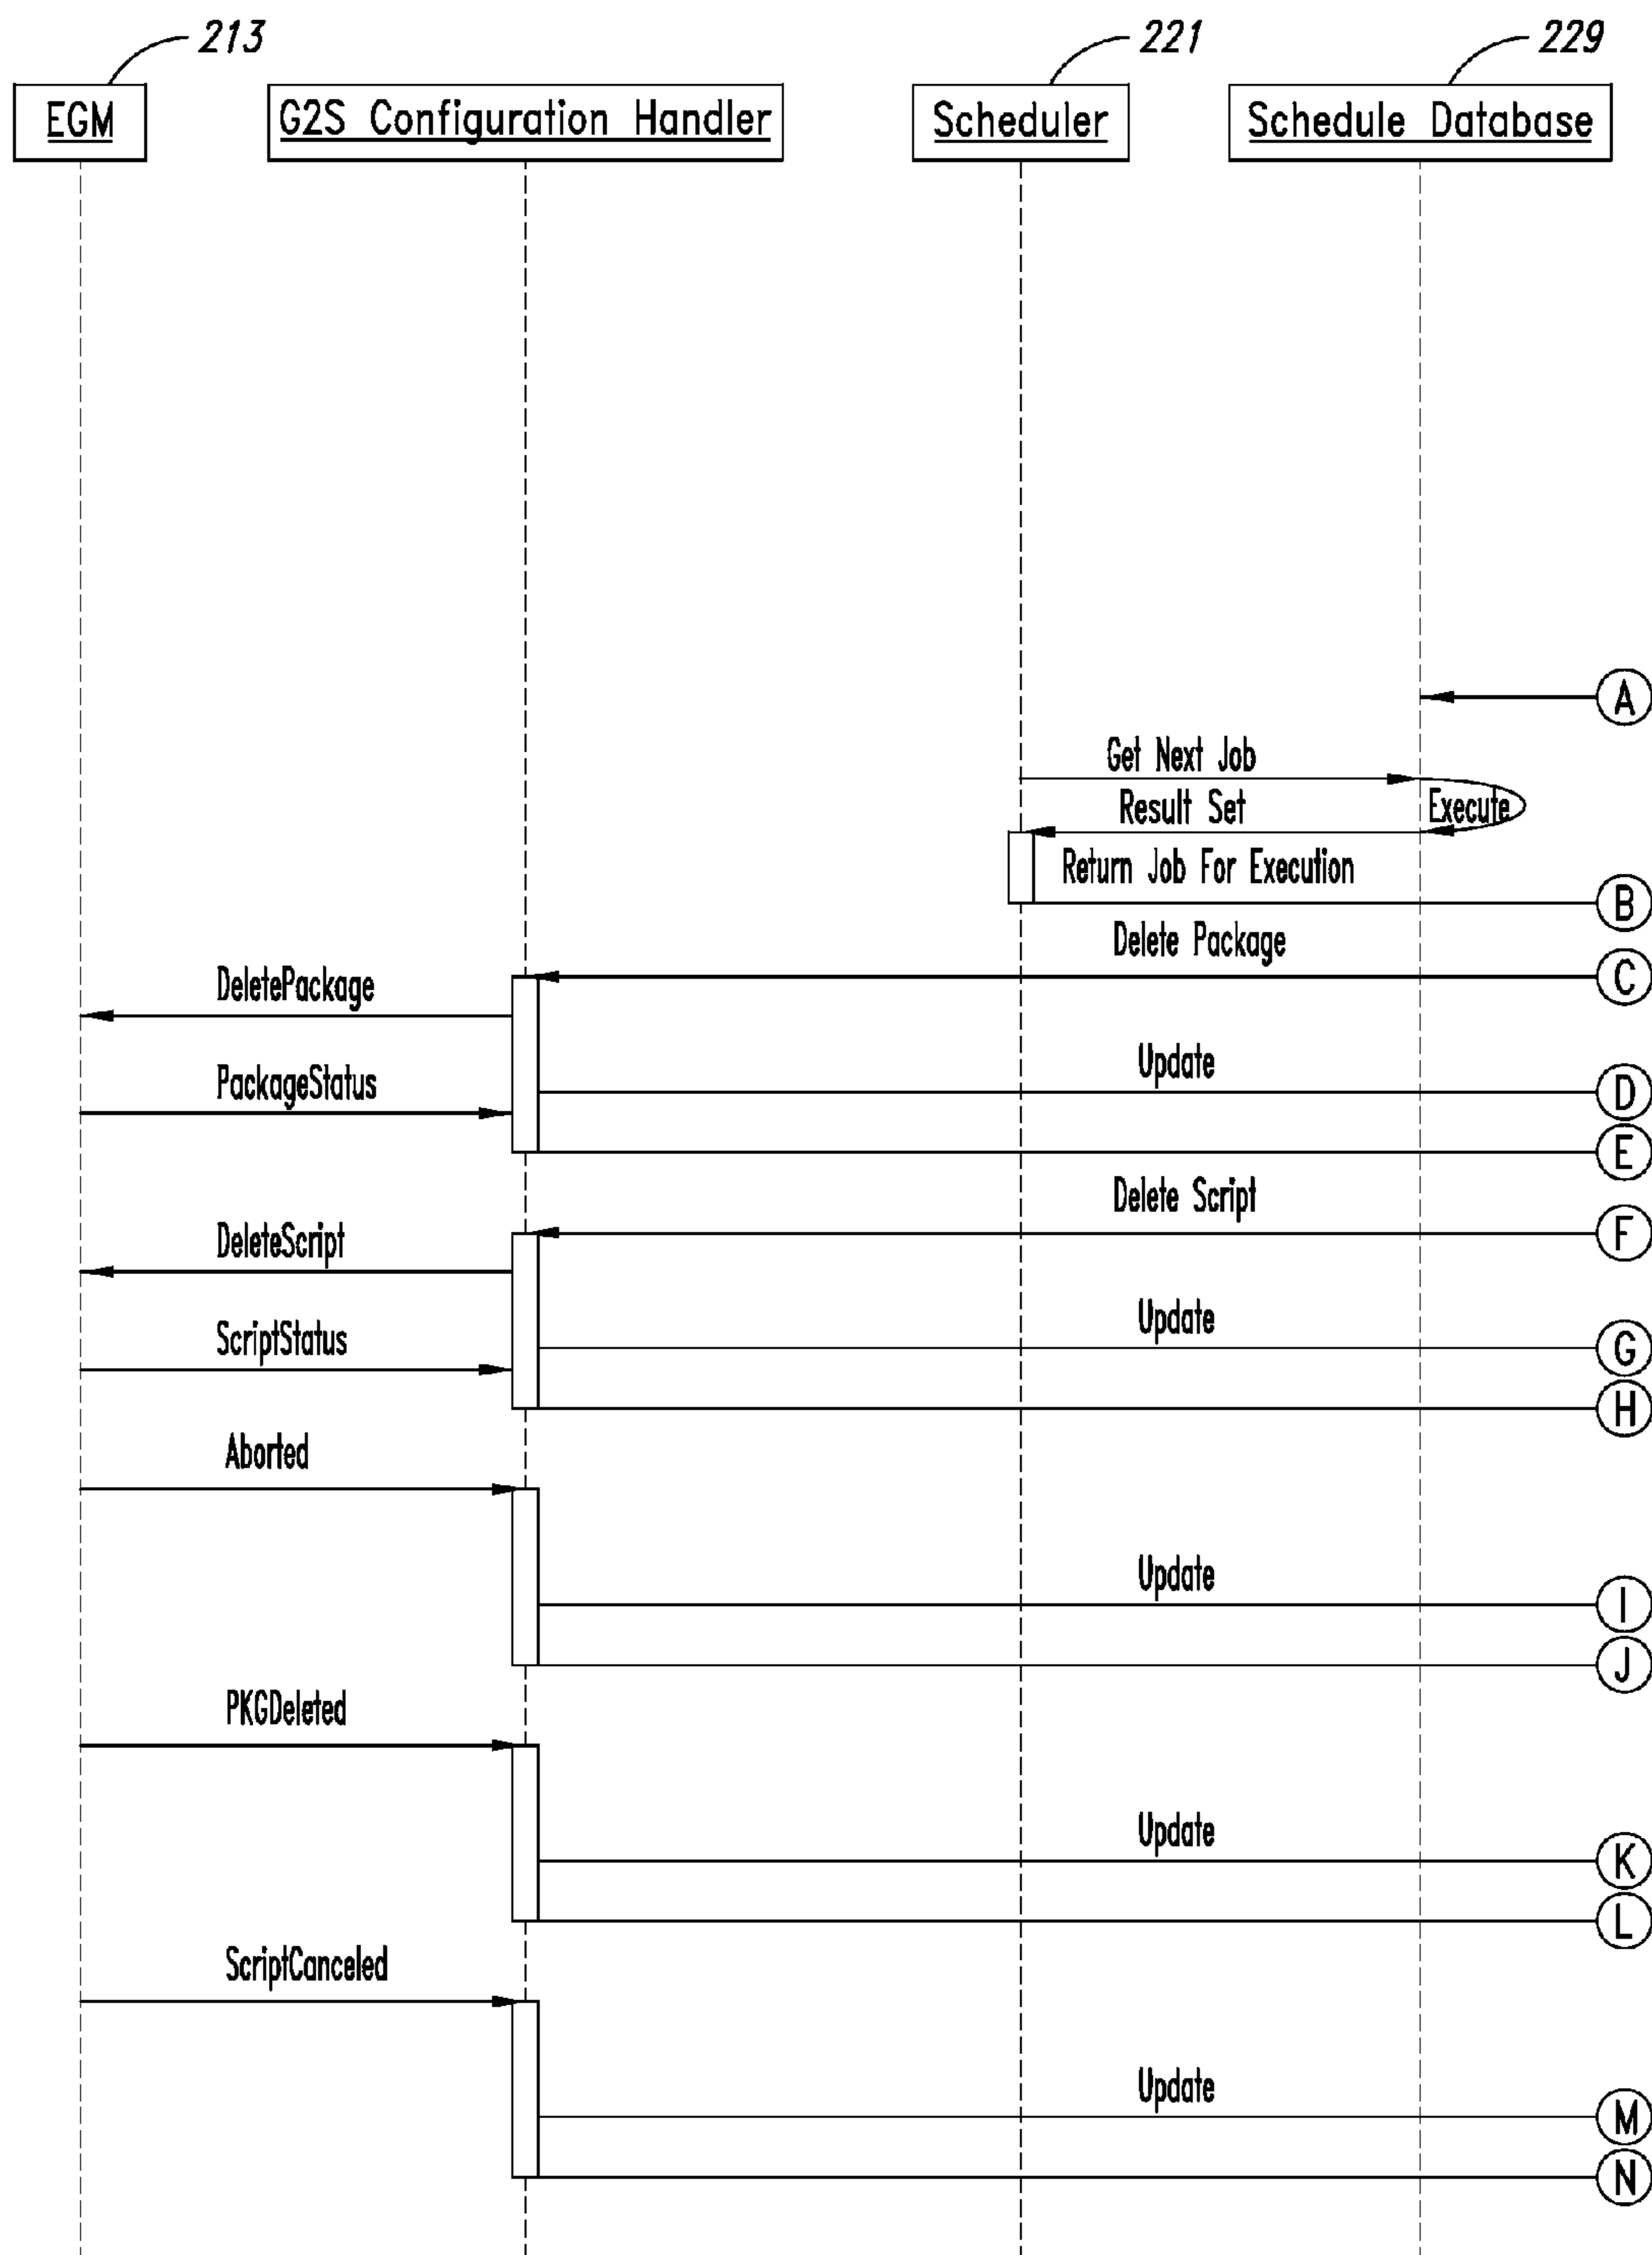 213
221
229
EGM
G2S Configuration Handler
Scheduler
Schedule Database
A
Get Next Job
Result Set
Execute
Return Job For Execution
B
Delete Package
C
DeletePackage
Update
PackageStatus
D
E
Delete Script
F
DeleteScript
Update
ScriptStatus
G
H
Aborted
Update
I
J
PKGDeleted
Update
K
L
ScriptCanceled
Update
M
N